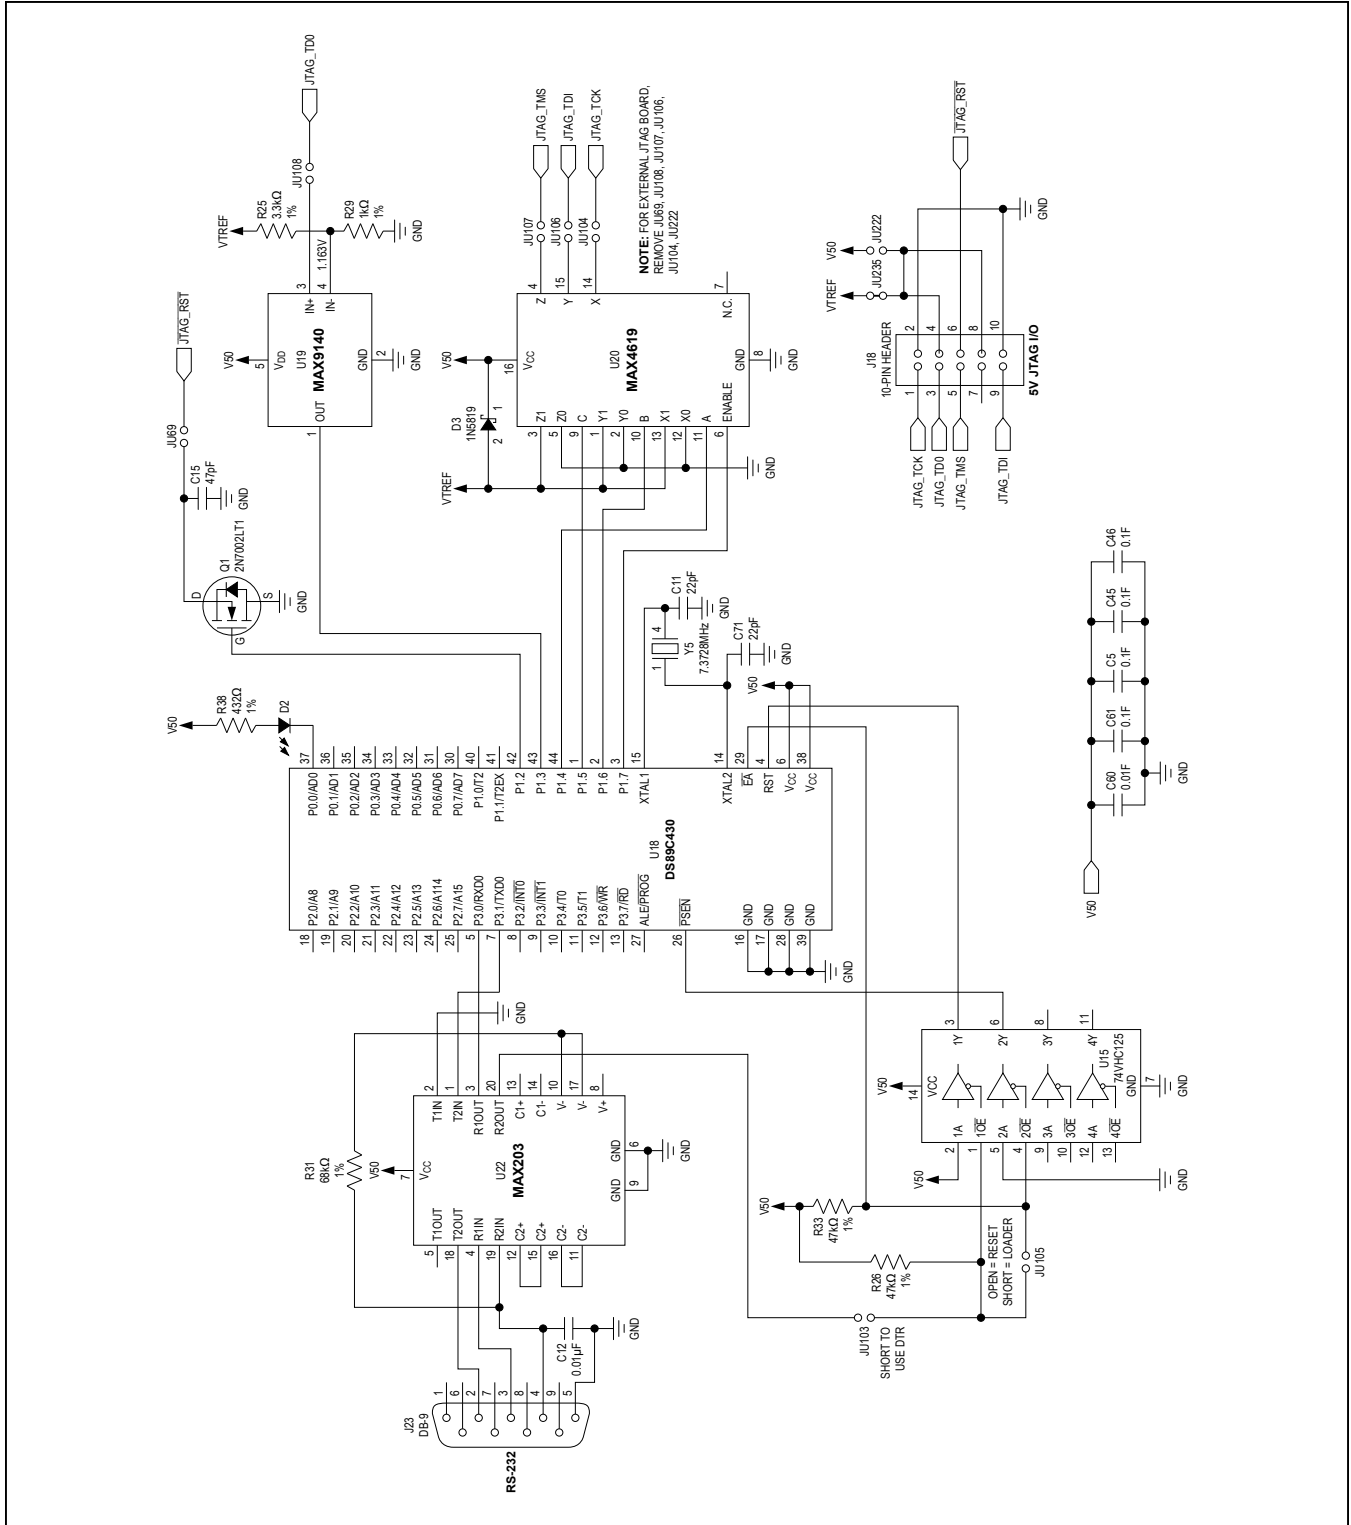 RS-232
J23
DB-9
1
6
2
7
3
8
4
9
5
C12
0.01µF
GND
R31
68kΩ
1%
V50
7
VCC
U22
MAX203
5
T1OUT
18
T2OUT
4
R1IN
19
R2IN
12
C2+
15
C2+
16
C2-
11
C2-
T1IN
2
T2IN
1
R1OUT
3
R2OUT
20
C1+
13
C1-
14
V-
10
V-
17
V+
8
GND
6
GND
9
GND
GND
JU103
SHORT TO
USE DTR
V50
R33
47kΩ
1%
R26
47kΩ
1%
OPEN = RESET
SHORT = LOADER
JU105
V50
V50
14
VCC
2
1A
1
1OE
5
2A
4
2OE
9
3A
10
3OE
12
4A
13
4OE
1Y
3
2Y
6
3Y
8
4Y
11
U15
74VHC125
GND
7
GND
GND
18
P2.0/A8
19
P2.1/A9
20
P2.2/A10
21
P2.3/A11
22
P2.4/A12
23
P2.5/A13
24
P2.6/A114
25
P2.7/A15
5
P3.0/RXD0
7
P3.1/TXD0
8
P3.2/INT0
9
P3.3/INT1
10
P3.4/T0
11
P3.5/T1
12
P3.6/WR
13
P3.7/RD
27
ALE/PROG
26
PSEN
16
GND
17
GND
28
GND
39
GND
GND
U18
DS89C430
P0.0/AD0
37
P0.1/AD1
36
P0.2/AD2
35
P0.3/AD3
34
P0.4/AD4
33
P0.5/AD5
32
P0.6/AD6
31
P0.7/AD7
30
P1.0/T2
40
P1.1/T2EX
41
P1.2
42
P1.3
43
P1.4
44
P1.5
1
P1.6
2
P1.7
3
XTAL1
15
XTAL2
14
EA
29
RST
4
VCC
6
VCC
38
V50
R38
432Ω
1%
D2
Q1
2N7002LT1
D
G
S
GND
C15
47pF
GND
JU69
JTAG_RST
C11
22pF
GND
Y5
7.3728MHz
1
4
C71
22pF
GND
V50
V50
5
VDD
U19
MAX9140
OUT
1
IN+
3
IN-
4
GND
2
GND
1.163V
VTREF
R25
3.3kΩ
1%
R29
1kΩ
1%
GND
JU108
JTAG_TD0
V50
16
VCC
D3
1N5819
2
1
VTREF
U20
MAX4619
3
Z1
5
Z0
9
C
1
Y1
2
Y0
10
B
13
X1
12
X0
11
A
6
ENABLE
Z
4
Y
15
X
14
N.C.
7
GND
8
GND
GND
JU107
JU106
JU104
JTAG_TMS
JTAG_TDI
JTAG_TCK
NOTE: FOR EXTERNAL JTAG BOARD,
REMOVE JU69, JU108, JU107, JU106,
JU104, JU222
J18
10-PIN HEADER
5V JTAG I/O
JTAG_TCK
JTAG_TD0
JTAG_TMS
JTAG_TDI
1
3
5
7
9
2
4
6
8
10
VTREF
JU235
V50
JU222
JTAG_RST
GND
V50
C60
0.01F
C61
0.1F
C5
0.1F
C45
0.1F
C46
0.1F
GND